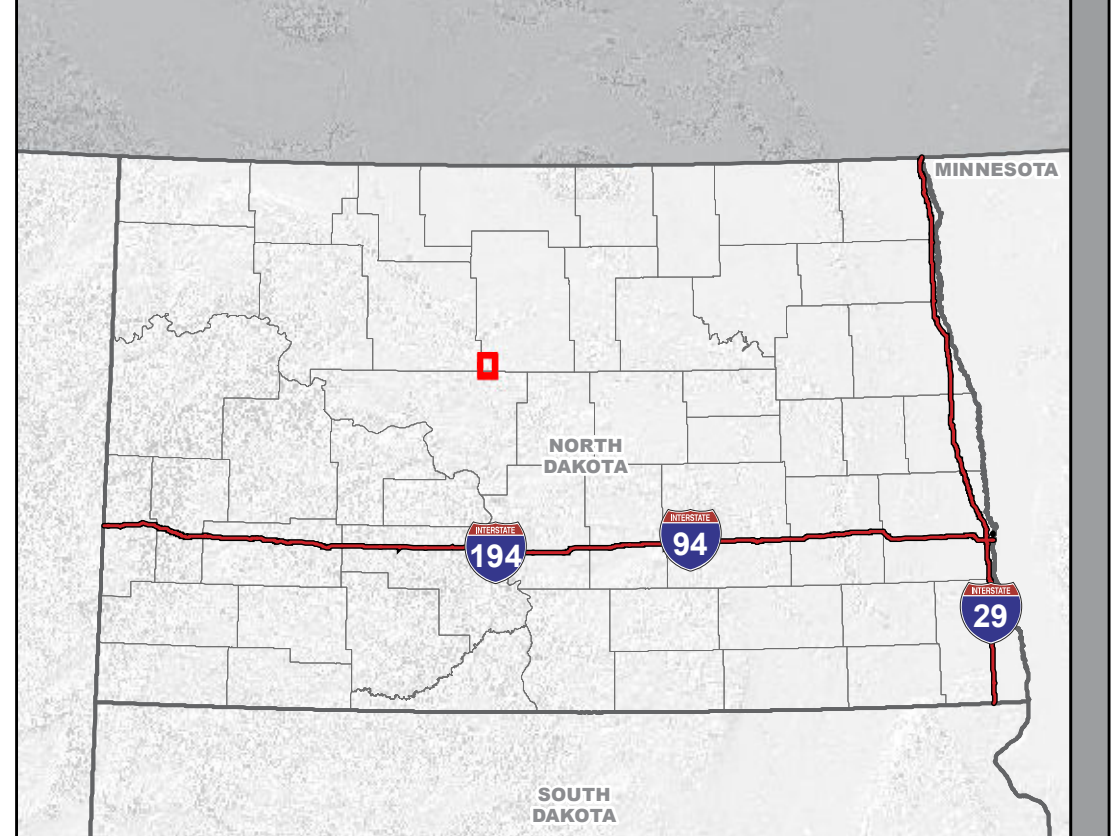 MINNESOTA
NORTH
DAKOTA
INTERSTATE
194
INTERSTATE
94
INTERSTATE
29
SOUTH
DAKOTA